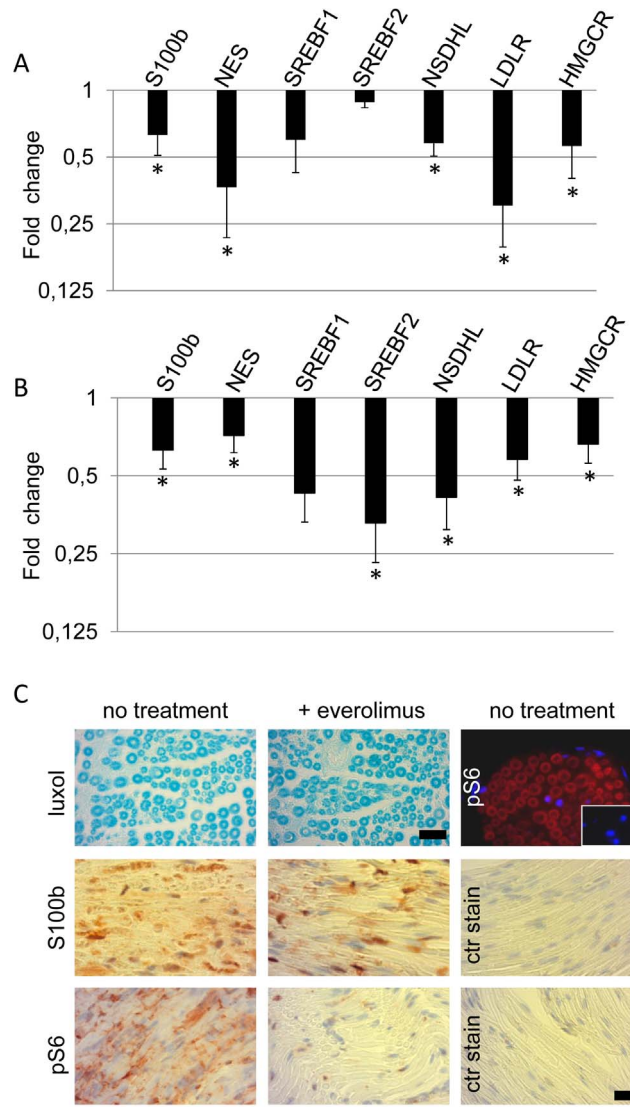 A
S100b NES SREBF1 SREBF2 NSDHL LDLR HMGCR
Fold change
1
0,5
0,25
0,125
* * * * *
B
S100b NES SREBF1 SREBF2 NSDHL LDLR HMGCR
Fold change
1
0,5
0,25
0,125
* * * * * *
C
no treatment + everolimus no treatment
luxol
pS6
S100b
ctr stain
pS6
ctr stain